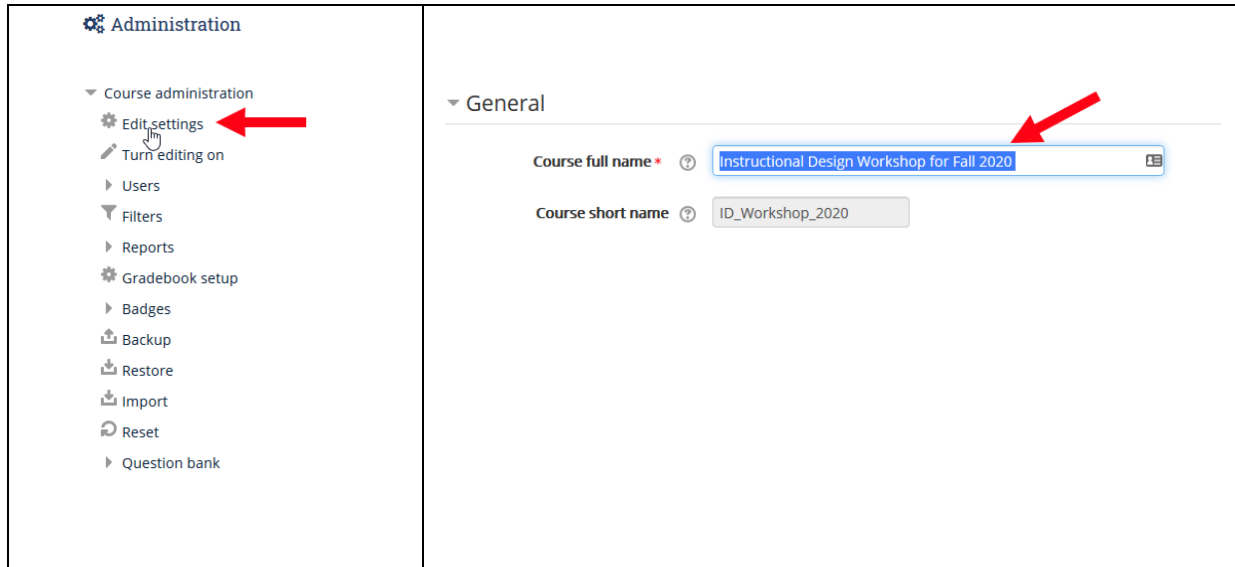 Administration
Course administration
Edit settings
Turn editing on
Users
Filters
Reports
Gradebook setup
Badges
Backup
Restore
Import
Reset
Question bank
General
Course full name * ? Instructional Design Workshop for Fall 2020
Course short name ? ID_Workshop_2020